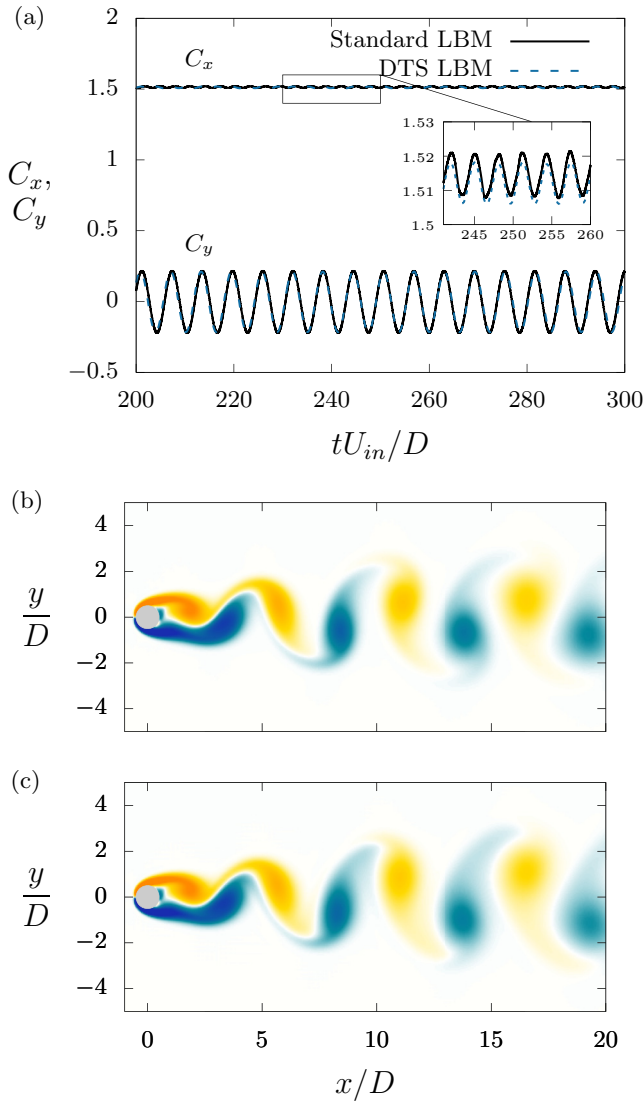 (a)
2
Standard LBM
C_x
DTS LBM
1.5
1.53
1
1.52
C_x,
C_y
1.51
0.5
1.5
C_y
245 250 255 260
0
−0.5
200 220 240 260 280 300
tU_{in}/D
(b)
4
2
y/D
0
−2
−4
(c)
4
2
y/D
0
−2
−4
0 5 10 15 20
x/D